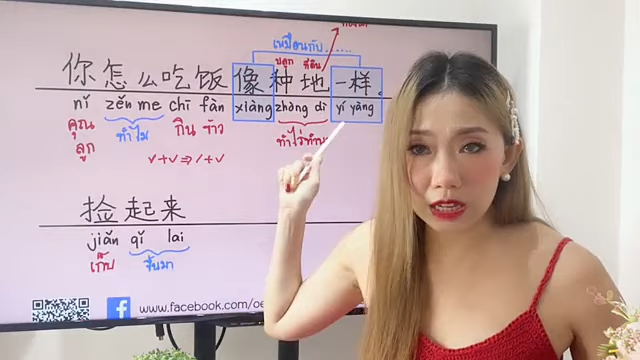 เหมือนกับ.......
ปลูก ที่ดิน
你怎么吃饭像种地一样。
nǐ zěn me chī fàn xiàng zhòng dì yí yàng
คุณ ทำไม กิน ข้าว ทำไร่ทำนา
ลูก
✓+✓⇒/+✓
捡起来
jiǎn qǐ lai
เก็บ ขึ้นมา
www.facebook.com/oe